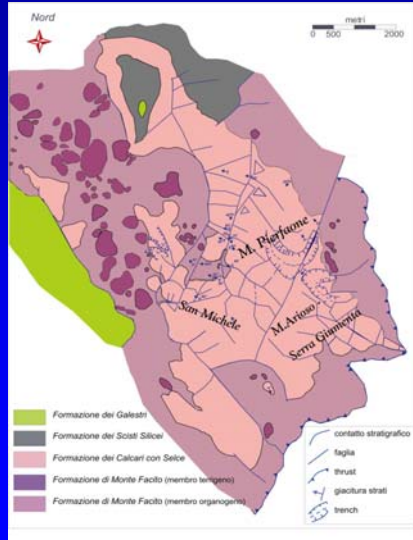 Nord
metri
0 500 2000
M. Pierfaone
San Michele
M.Arioso
Serra Giumenta
Formazione dei Galestri
Formazione dei Scisti Silicei
Formazione dei Calcari con Selce
Formazione di Monte Facito (membro terrigeno)
Formazione di Monte Facito (membro organogeno)
contatto stratigrafico
faglia
thrust
giacitura strati
trench